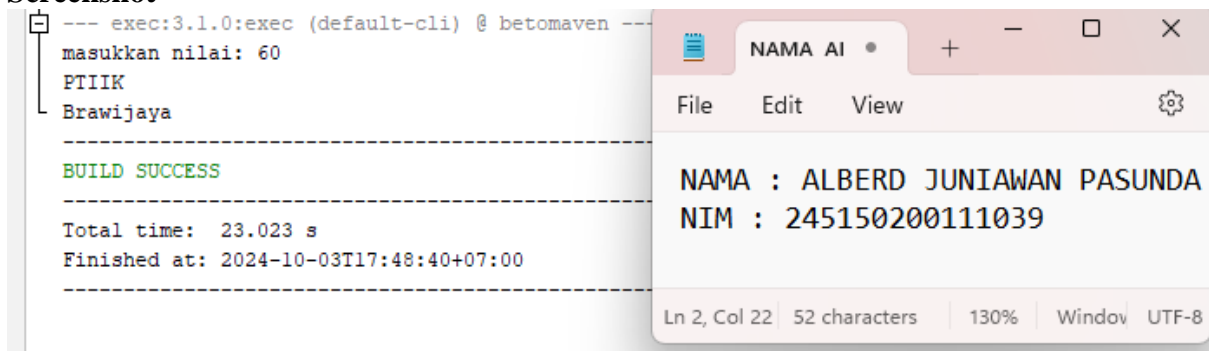 Screenshot
--- exec:3.1.0:exec (default-cli) @ betomaven ---
masukkan nilai: 60
PTIIK
Brawijaya
------------------------------------------------
BUILD SUCCESS
------------------------------------------------
Total time:  23.023 s
Finished at: 2024-10-03T17:48:40+07:00
------------------------------------------------
NAMA AI
File Edit View
NAMA : ALBERD JUNIAWAN PASUNDA
NIM : 245150200111039
Ln 2, Col 22 52 characters 130% Window UTF-8